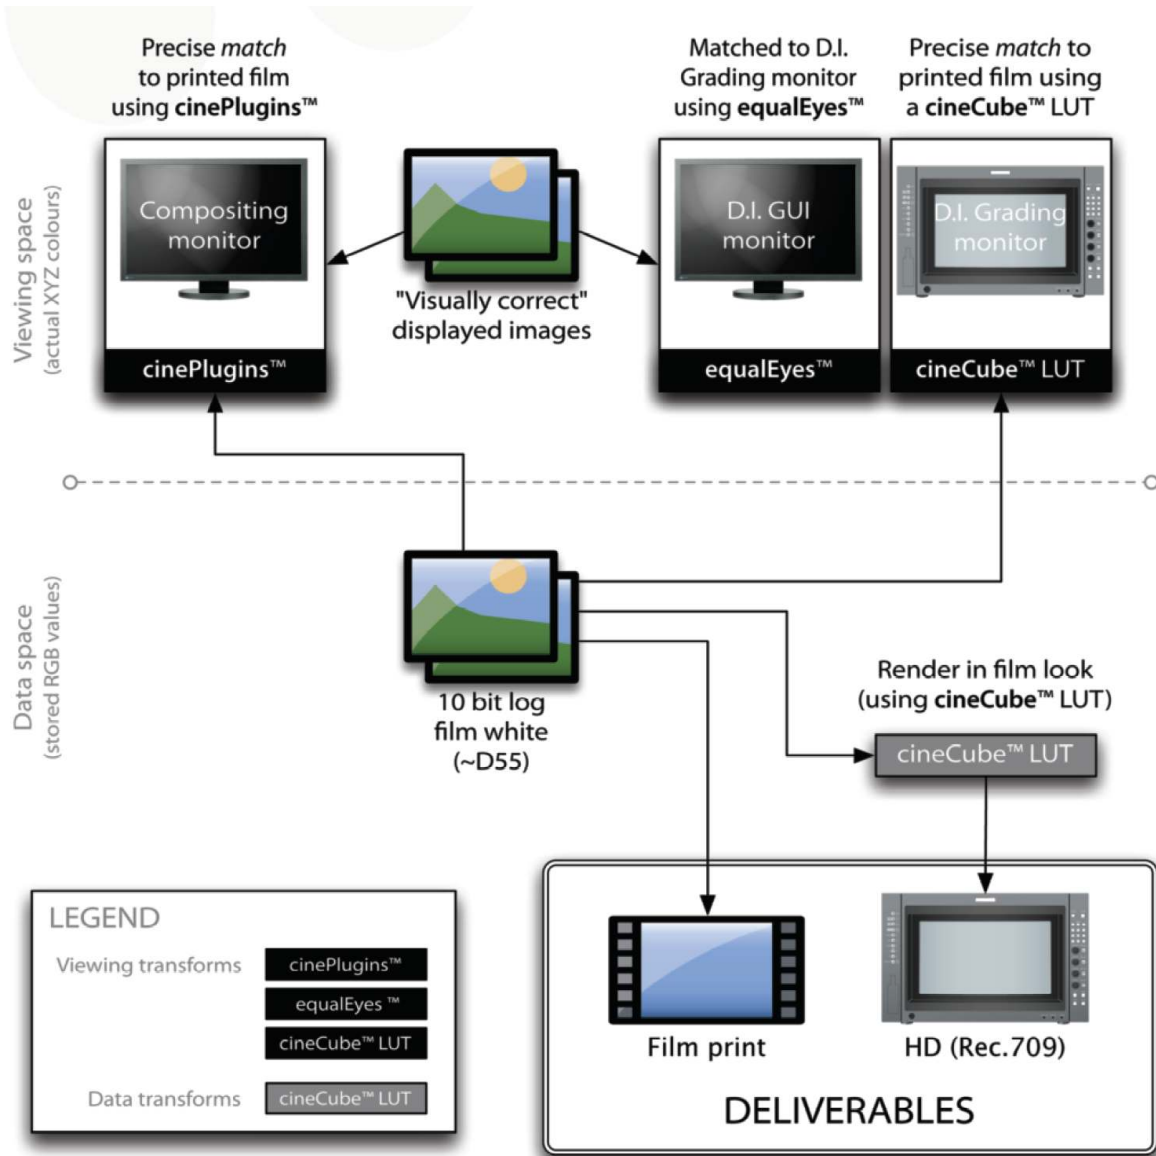 Precise match
to printed film
using cinePlugins™
Matched to D.I.
Grading monitor
using equalEyes™
Precise match to
printed film using
a cineCube™ LUT
Viewing space
(actual XYZ colours)
Compositing
monitor
cinePlugins™
"Visually correct"
displayed images
D.I. GUI
monitor
equalEyes™
D.I. Grading
monitor
cineCube™ LUT
Data space
(stored RGB values)
10 bit log
film white
(~D55)
Render in film look
(using cineCube™ LUT)
cineCube™ LUT
LEGEND
Viewing transforms
cinePlugins™
equalEyes ™
cineCube™ LUT
Data transforms
cineCube™ LUT
Film print
HD (Rec.709)
DELIVERABLES